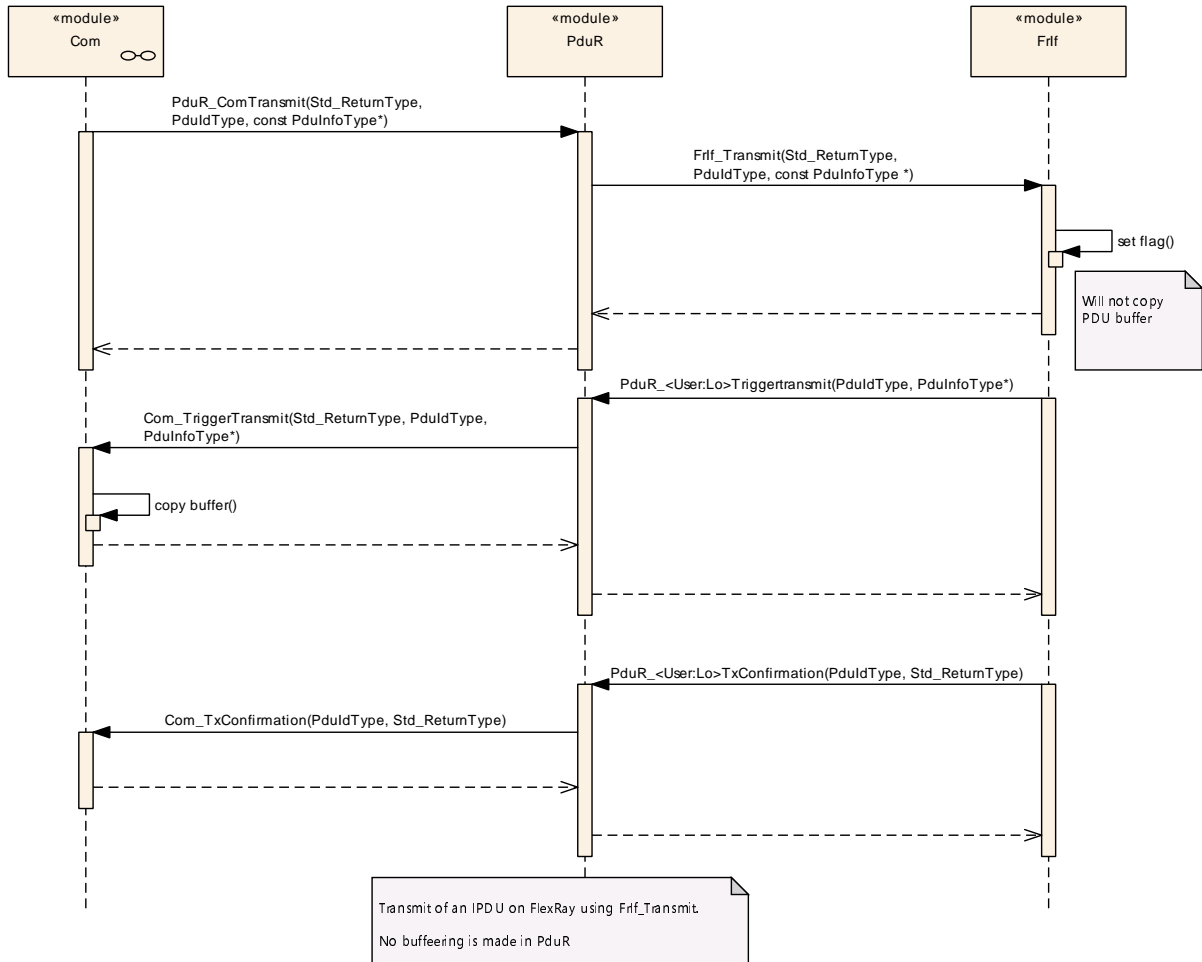 «module»
Com
«module»
PduR
«module»
FrIf
PduR_ComTransmit(Std_ReturnType,
PduIdType, const PduInfoType*)
FrIf_Transmit(Std_ReturnType,
PduIdType, const PduInfoType *)
set flag()
Will not copy
PDU buffer
PduR_<User:Lo>Triggertransmit(PduIdType, PduInfoType*)
Com_TriggerTransmit(Std_ReturnType, PduIdType,
PduInfoType*)
copy buffer()
PduR_<User:Lo>TxConfirmation(PduIdType, Std_ReturnType)
Com_TxConfirmation(PduIdType, Std_ReturnType)
Transmit of an IPDU on FlexRay using FrIf_Transmit.
No buffeering is made in PduR